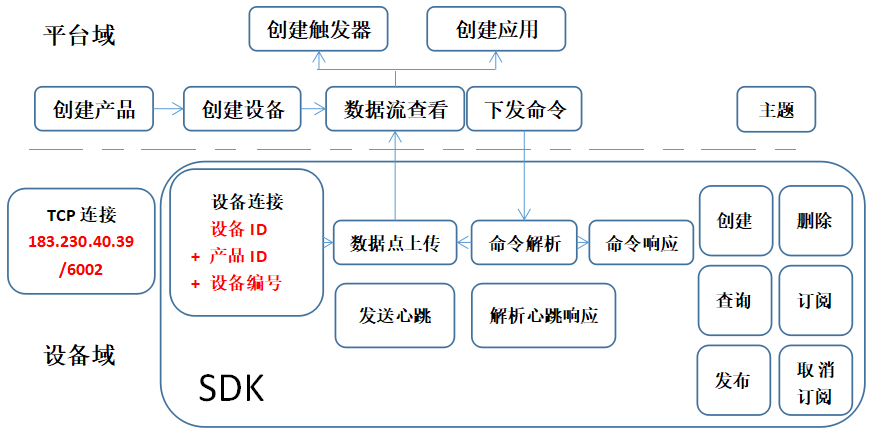 平台域
创建触发器
创建应用
创建产品
创建设备
数据流查看
下发命令
主题
TCP 连接
183.230.40.39
/6002
设备连接
设备 ID
+ 产品 ID
+ 设备编号
数据点上传
命令解析
命令响应
创建
删除
发送心跳
解析心跳响应
查询
订阅
设备域
SDK
发布
取消
订阅